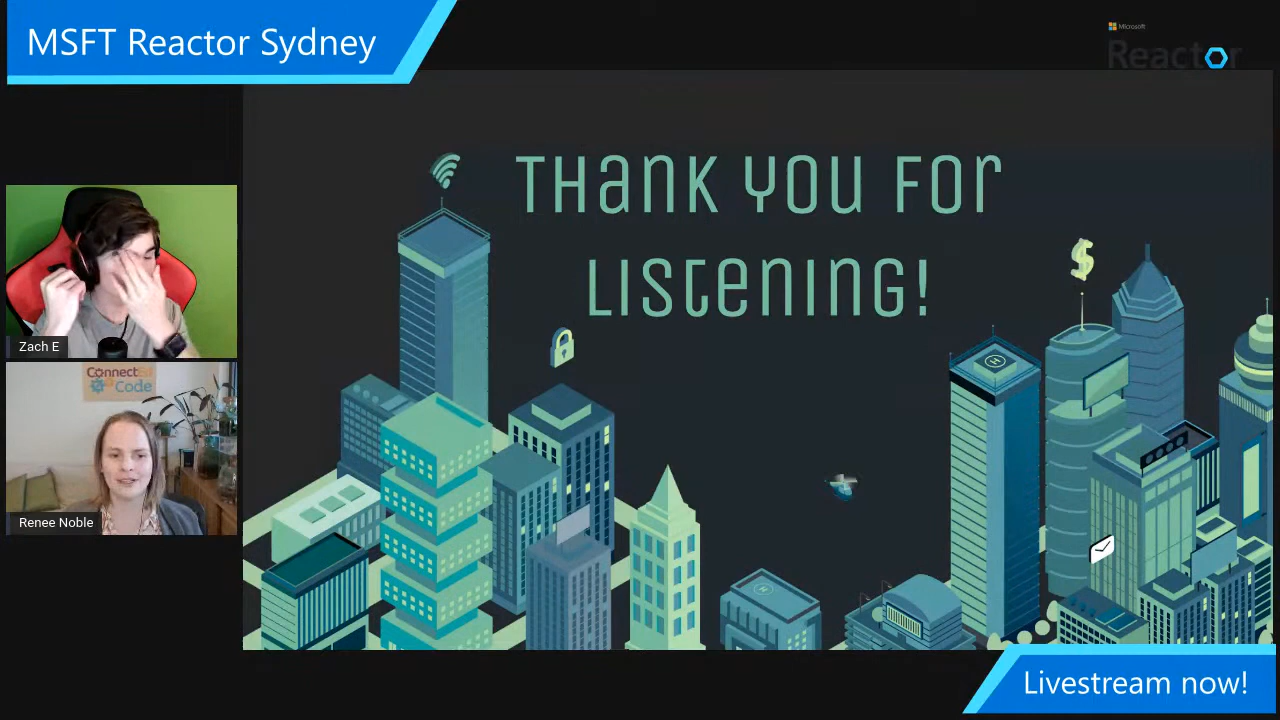 MSFT Reactor Sydney
Microsoft
Reactor
THank You For
Listening!
$
H
Zach E
ConnectEd
Code
Renee Noble
H
Livestream now!